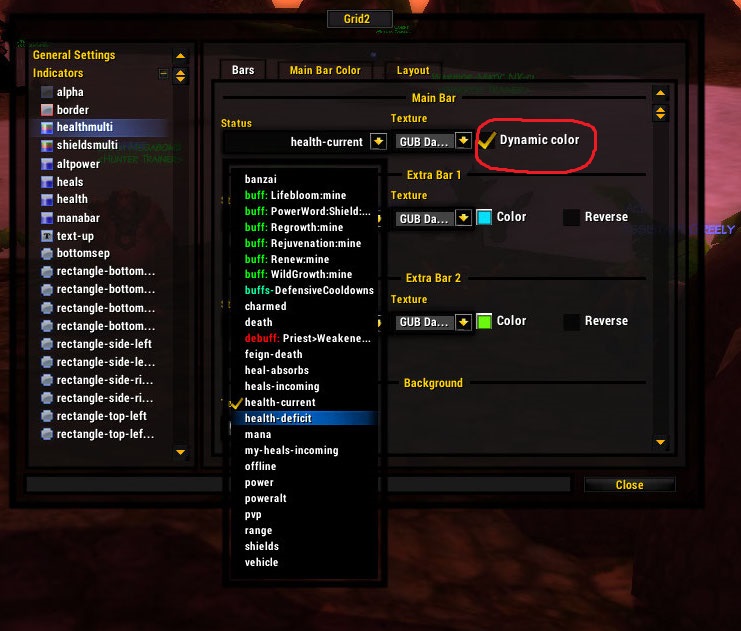 Grid2
General Settings
Indicators
alpha
border
healthmulti
shieldsmulti
altpower
heals
health
manabar
text-up
bottomsep
rectangle-bottom...
rectangle-bottom...
rectangle-bottom...
rectangle-bottom...
rectangle-side-left
rectangle-side-le...
rectangle-side-ri...
rectangle-side-ri...
rectangle-top-left
rectangle-top-lef...
Bars
Main Bar Color
Layout
Main Bar
Status
health-current
Texture
GUB Da...
Dynamic color
Extra Bar 1
Texture
GUB Da...
Color
Reverse
Extra Bar 2
Texture
GUB Da...
Color
Reverse
Background
banzai
buff: Lifebloom:mine
buff: PowerWord:Shield:...
buff: Regrowth:mine
buff: Rejuvenation:mine
buff: Renew:mine
buff: WildGrowth:mine
buffs-DefensiveCooldowns
charmed
death
debuff: Priest>Weakene...
feign-death
heal-absorbs
heals-incoming
health-current
health-deficit
mana
my-heals-incoming
offline
power
poweralt
pvp
range
shields
vehicle
Close
<Hunter Trainer>